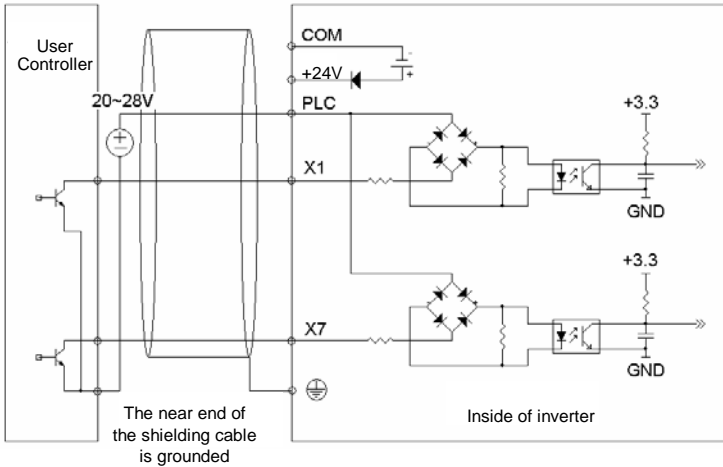 User
Controller
COM
+24V
-
+
20~28V
PLC
+
-
+3.3
X1
-
+
GND
+3.3
X7
-
+
GND
The near end of
the shielding cable
is grounded
Inside of inverter